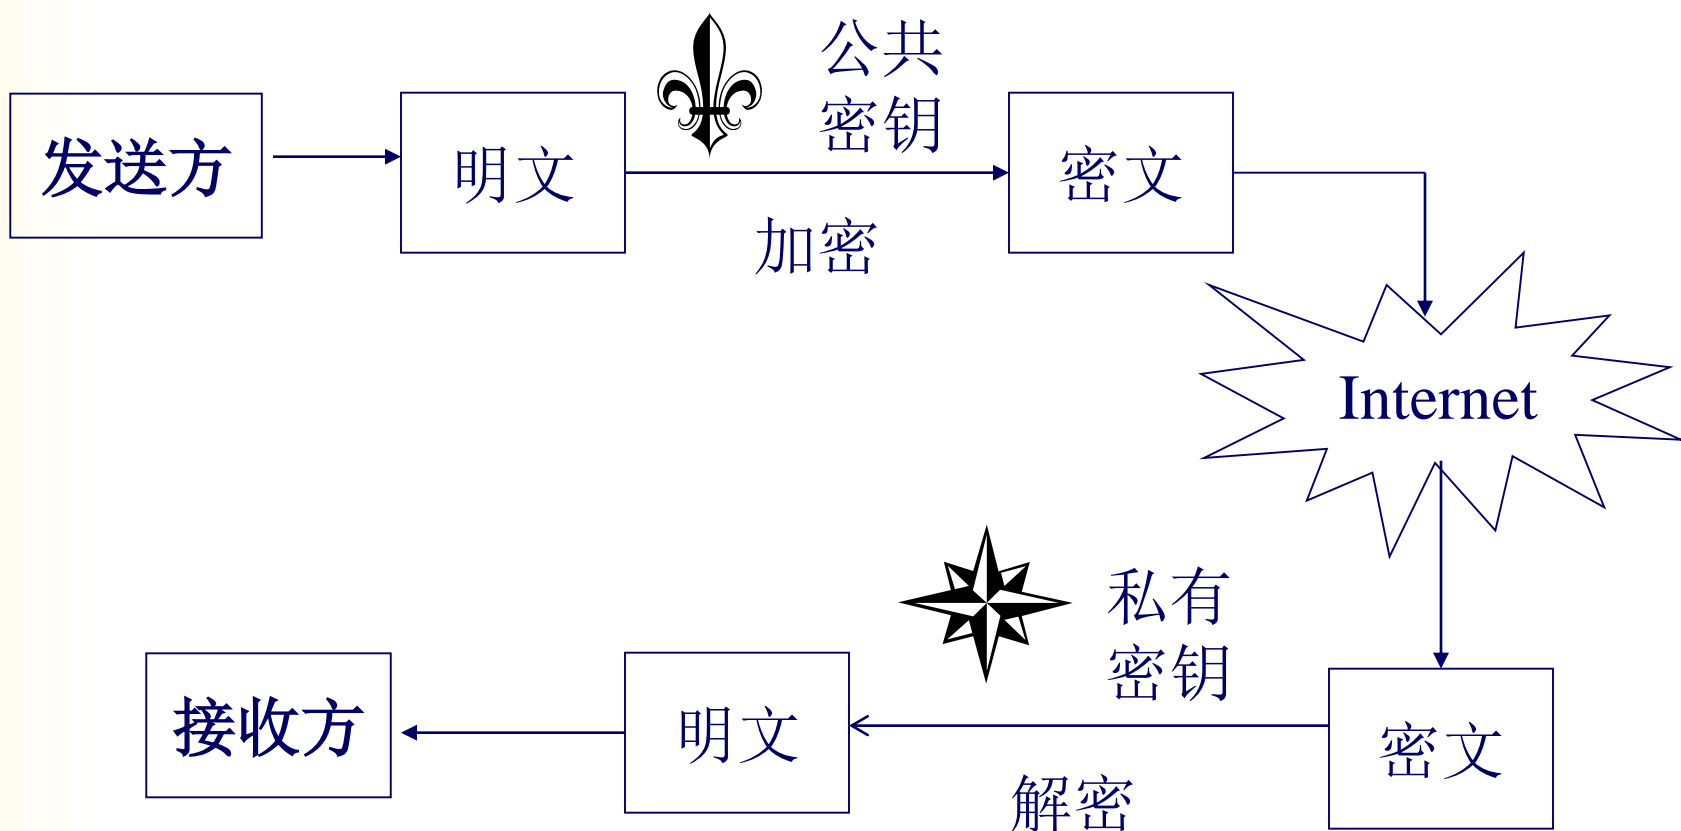 公共
密钥
发送方
明文
密文
加密
Internet
私有
密钥
接收方
明文
密文
解密